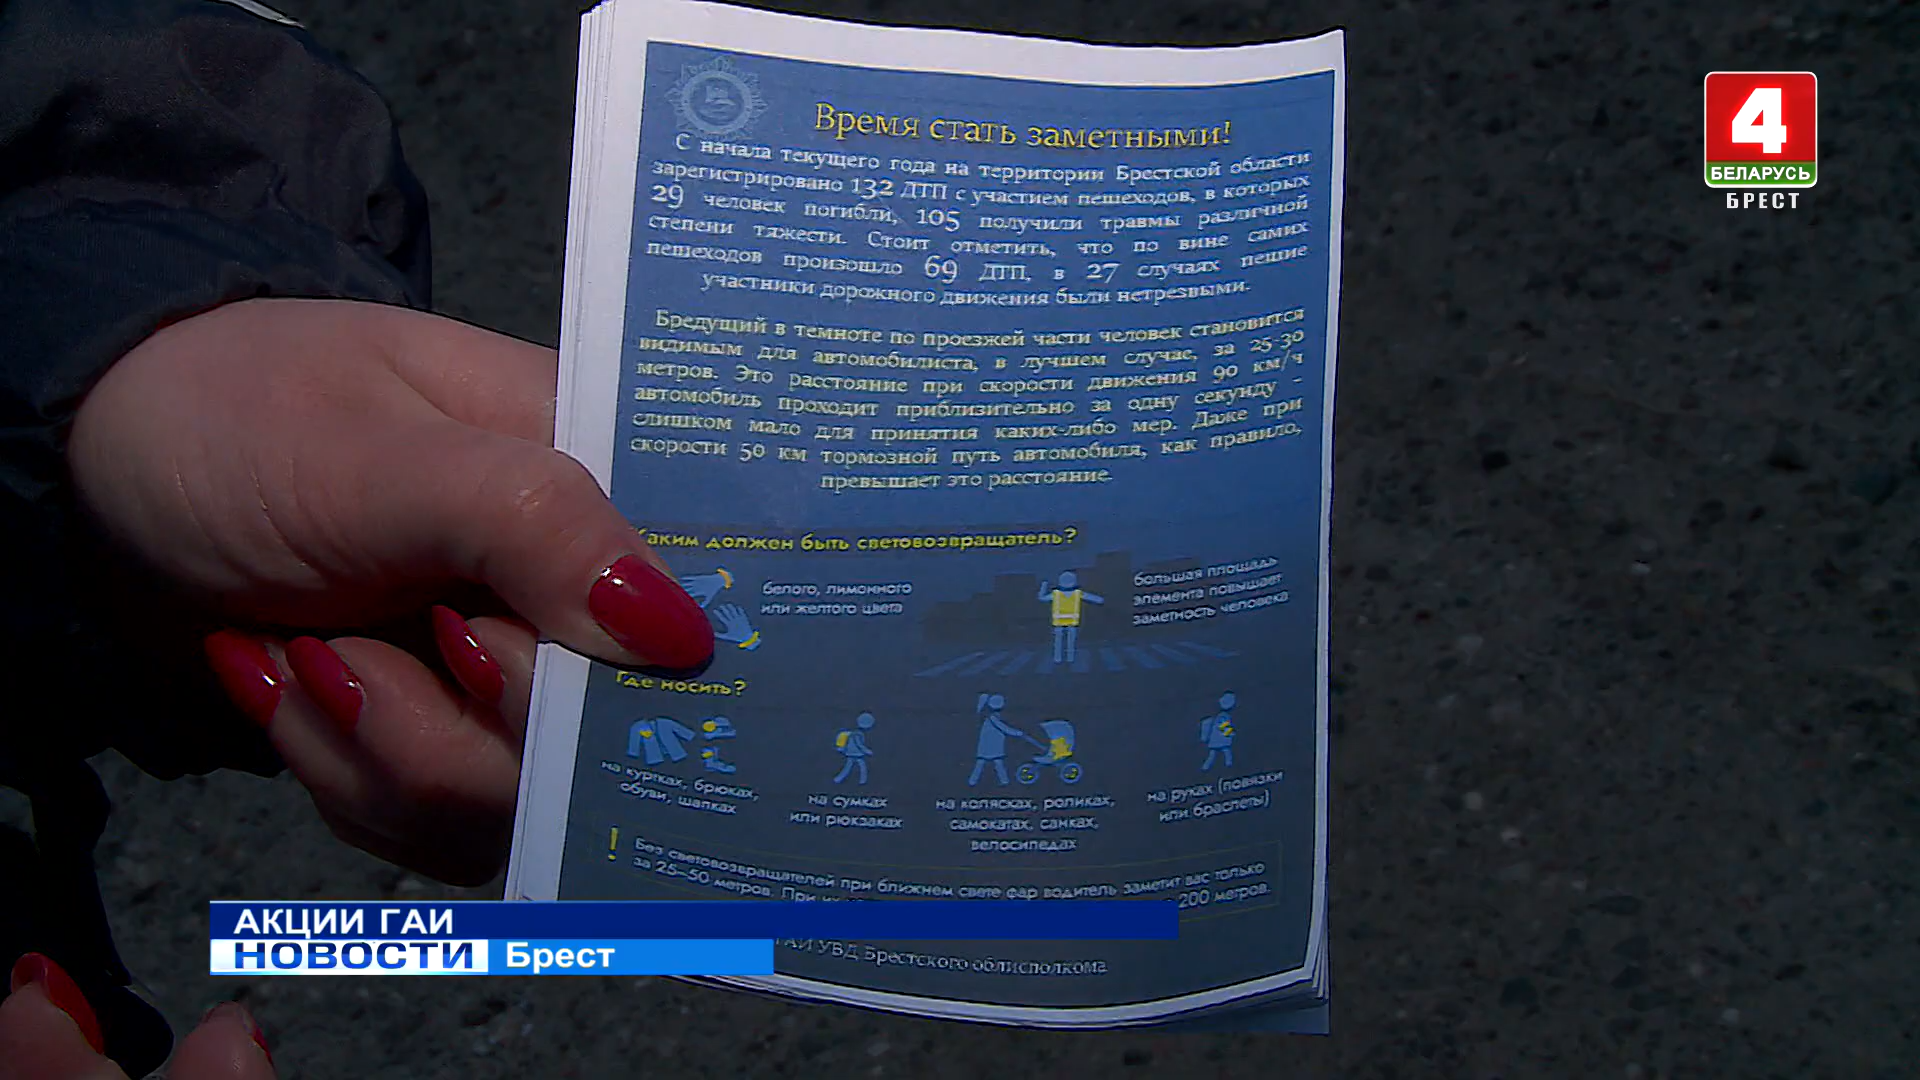 4
БЕЛАРУСЬ
БРЕСТ
Время стать заметными!
С начала текущего года на территории Брестской области
зарегистрировано 132 ДТП с участием пешеходов, в которых
29 человек погибли, 105 получили травмы различной
степени тяжести. Стоит отметить, что по вине самих
пешеходов произошло 69 ДТП, в 27 случаях пешие
участники дорожного движения были нетрезвыми.
Бредущий в темноте по проезжей части человек становится
видимым для автомобилиста, в лучшем случае, за 25-30
метров. Это расстояние при скорости движения 90 км/ч
автомобиль проходит приблизительно за одну секунду -
слишком мало для принятия каких-либо мер. Даже при
скорости 50 км тормозной путь автомобиля, как правило,
превышает это расстояние.
Каким должен быть световозвращатель?
белого, лимонного
или желтого цвета
большая площадь
элемента повышает
заметность человека
Где носить?
на куртках, брюках,
обуви, шапках
на сумках
или рюкзаках
на колясках, роликах,
самокатах, санках,
велосипедах
на руках (повязки
или браслеты)
! Без световозвращателей при ближнем свете фар водитель заметит вас только
за 25–50 метров. При их 200 метров.
ГАИ УВД Брестского облисполкома
АКЦИИ ГАИ
НОВОСТИ Брест